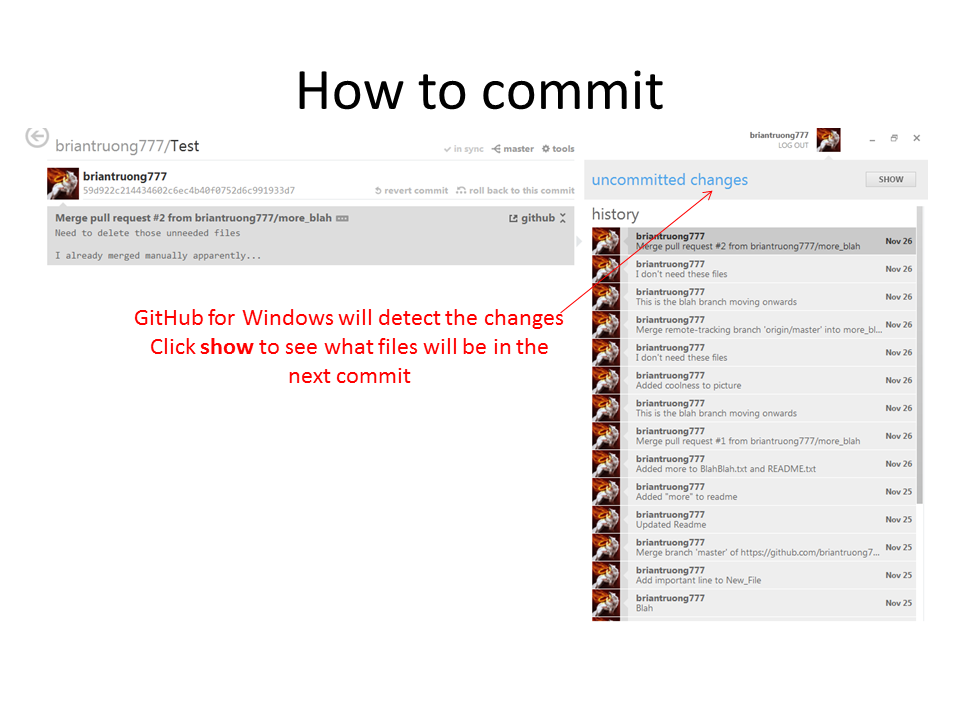 How to commit
briantruong777/Test
in sync
master
tools
briantruong777
LOG OUT
briantruong777
59d922c214434602c6ec4b40f0752d6c991933d7
revert commit
roll back to this commit
Merge pull request #2 from briantruong777/more_blah
github
Need to delete those unneeded files
I already merged manually apparently...
GitHub for Windows will detect the changes
Click show to see what files will be in the
next commit
uncommitted changes
SHOW
history
briantruong777
Merge pull request #2 from briantruong777/more_blah
Nov 26
briantruong777
I don't need these files
Nov 26
briantruong777
This is the blah branch moving onwards
Nov 26
briantruong777
Merge remote-tracking branch 'origin/master' into more_bl...
Nov 26
briantruong777
I don't need these files
Nov 26
briantruong777
Added coolness to picture
Nov 26
briantruong777
This is the blah branch moving onwards
Nov 26
briantruong777
Merge pull request #1 from briantruong777/more_blah
Nov 26
briantruong777
Added more to BlahBlah.txt and README.txt
Nov 26
briantruong777
Added "more" to readme
Nov 25
briantruong777
Updated Readme
Nov 25
briantruong777
Merge branch 'master' of https://github.com/briantruong7...
Nov 25
briantruong777
Add important line to New_File
Nov 25
briantruong777
Blah
Nov 25